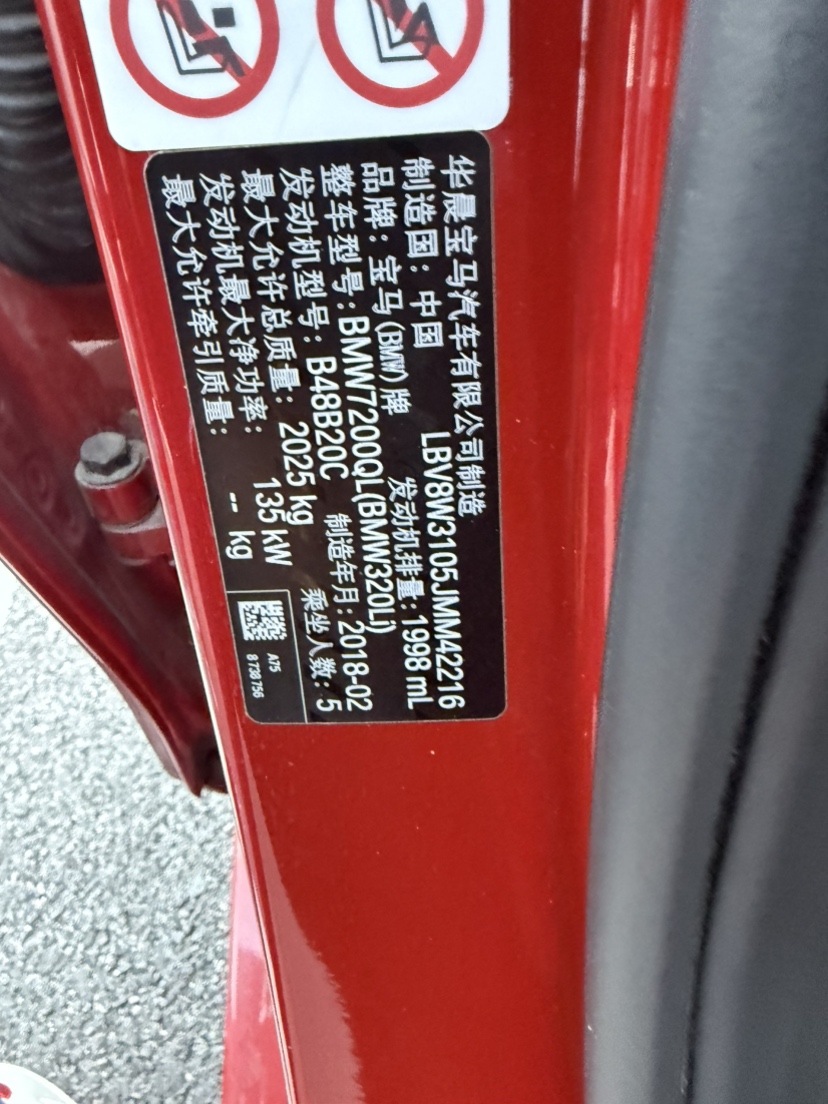 华晨宝马汽车有限公司制造
制造国：中国 LBV8W3105JMM42216
品牌：宝马(BMW)牌 发动机排量：1998 mL
整车型号：BMW7200QL(BMW320Li)
发动机型号：B48B20C 制造年月：2018-02
最大允许总质量：2025 kg 乘坐人数：5
发动机最大净功率：135 kW
最大允许牵引质量：-- kg
A75
8 738 756